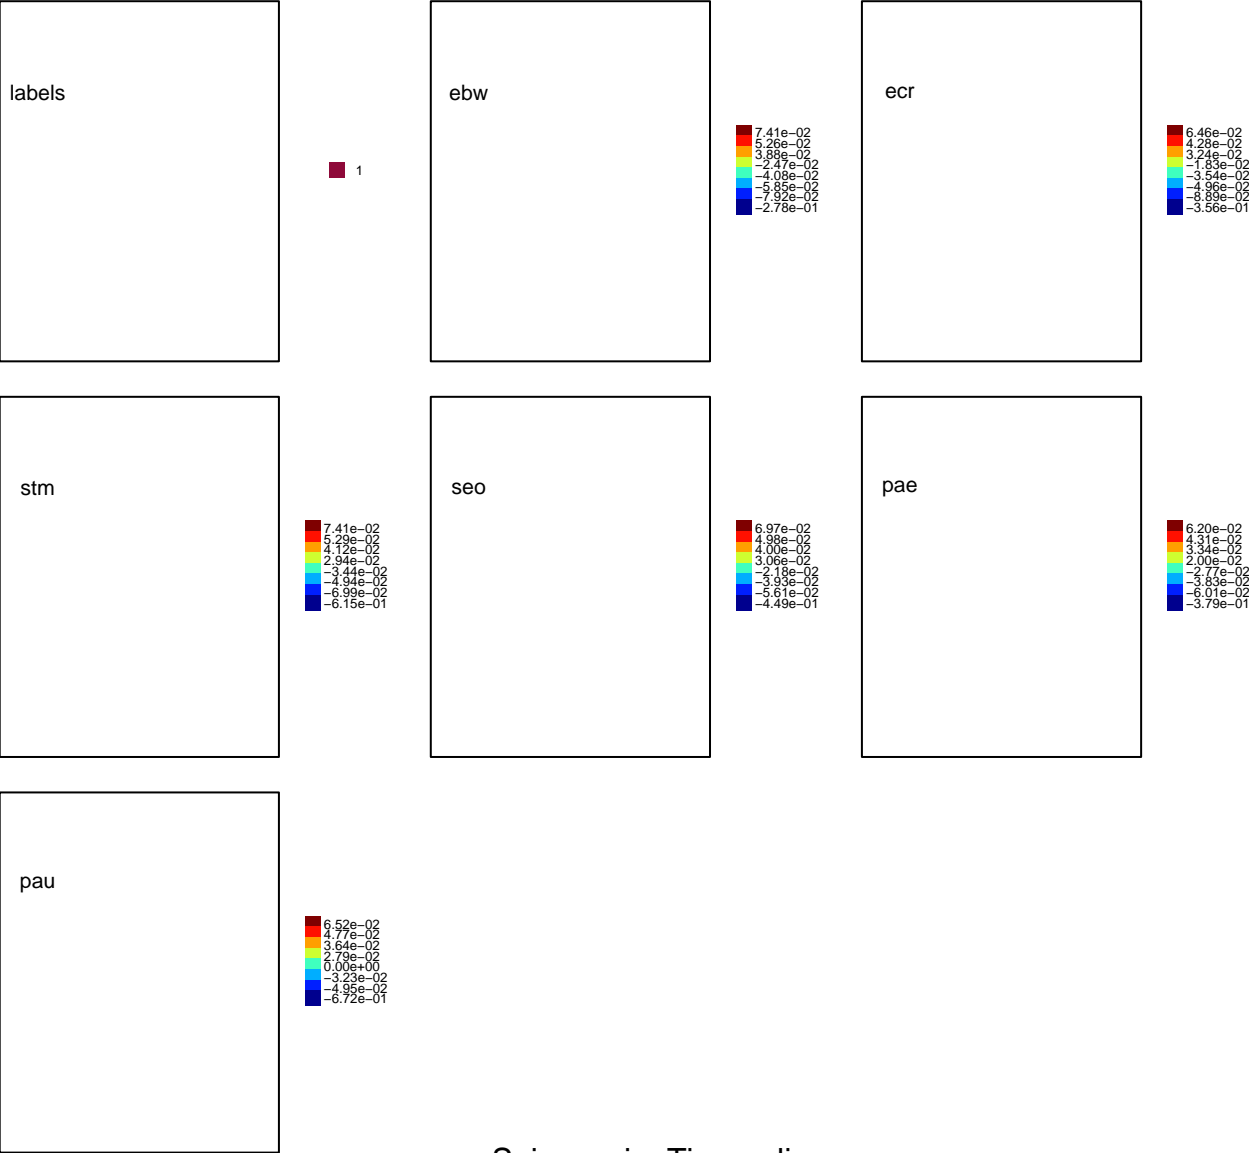 labels
1
ebw
7.41e−02
5.26e−02
3.88e−02
−2.47e−02
−4.08e−02
−5.85e−02
−7.92e−02
−2.78e−01
ecr
6.46e−02
4.28e−02
3.24e−02
−1.83e−02
−3.54e−02
−4.96e−02
−8.89e−02
−3.56e−01
stm
7.41e−02
5.29e−02
4.12e−02
2.94e−02
−3.44e−02
−4.94e−02
−6.99e−02
−6.15e−01
seo
6.97e−02
4.98e−02
4.00e−02
3.06e−02
−2.18e−02
−3.93e−02
−5.61e−02
−4.49e−01
pae
6.20e−02
4.31e−02
3.34e−02
2.00e−02
−2.77e−02
−3.83e−02
−6.01e−02
−3.79e−01
pau
6.52e−02
4.77e−02
3.64e−02
2.79e−02
0.00e+00
−3.23e−02
−4.95e−02
−6.72e−01